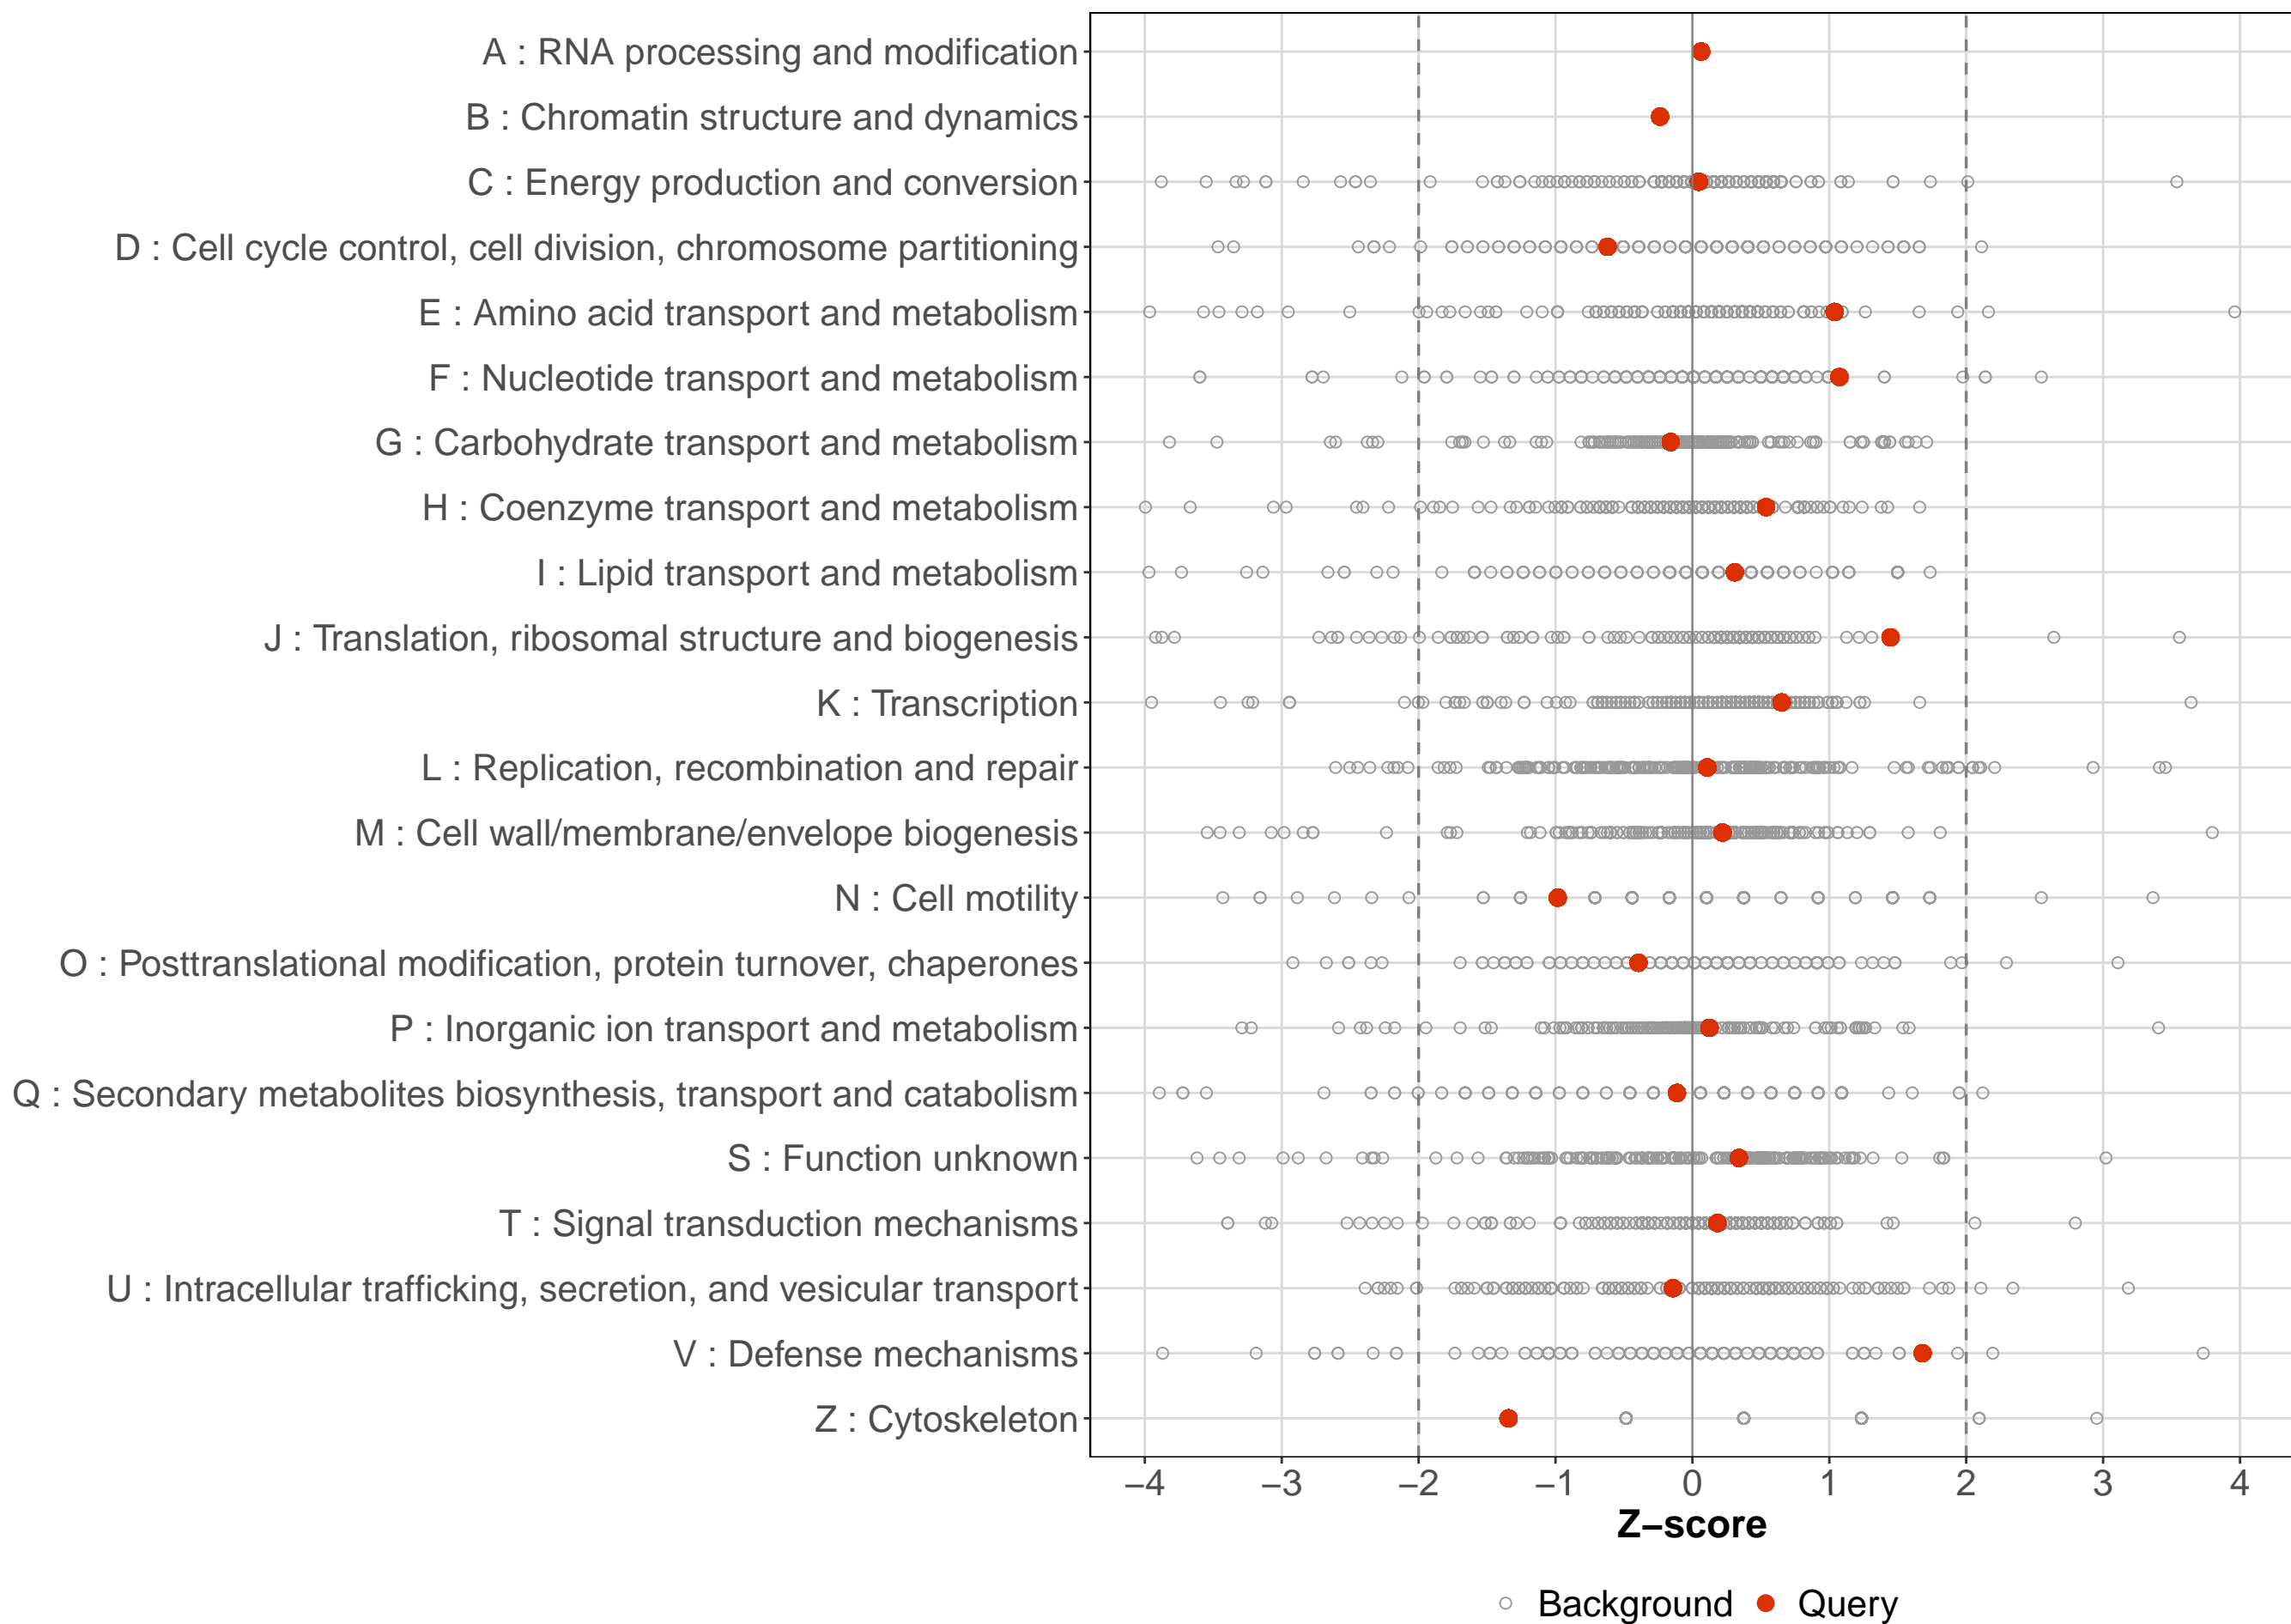 A : RNA processing and modification
B : Chromatin structure and dynamics
C : Energy production and conversion
D : Cell cycle control, cell division, chromosome partitioning
E : Amino acid transport and metabolism
F : Nucleotide transport and metabolism
G : Carbohydrate transport and metabolism
H : Coenzyme transport and metabolism
I : Lipid transport and metabolism
J : Translation, ribosomal structure and biogenesis
K : Transcription
L : Replication, recombination and repair
M : Cell wall/membrane/envelope biogenesis
N : Cell motility
O : Posttranslational modification, protein turnover, chaperones
P : Inorganic ion transport and metabolism
Q : Secondary metabolites biosynthesis, transport and catabolism
S : Function unknown
T : Signal transduction mechanisms
U : Intracellular trafficking, secretion, and vesicular transport
V : Defense mechanisms
Z : Cytoskeleton
−4 −3 −2 −1 0 1 2 3 4
Z−score
Background Query